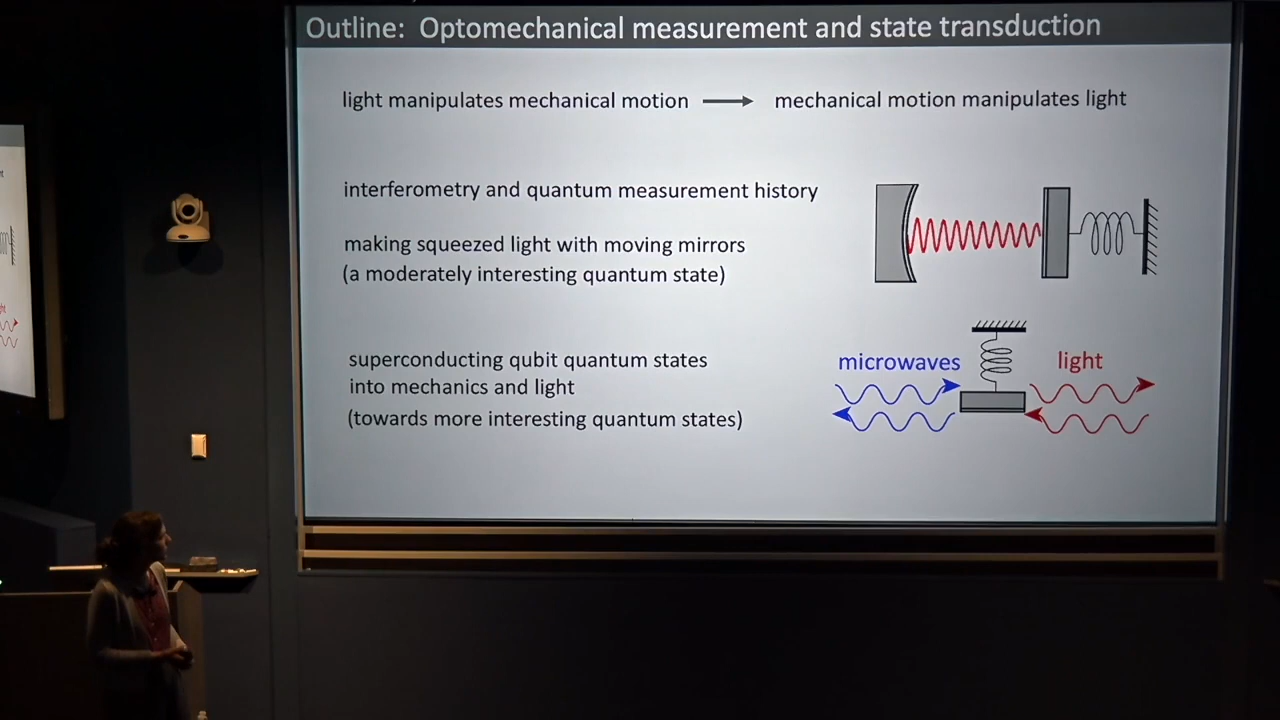 Outline: Optomechanical measurement and state transduction
light manipulates mechanical motion ⟶ mechanical motion manipulates light
interferometry and quantum measurement history
making squeezed light with moving mirrors
(a moderately interesting quantum state)
superconducting qubit quantum states
into mechanics and light
(towards more interesting quantum states)
microwaves
light